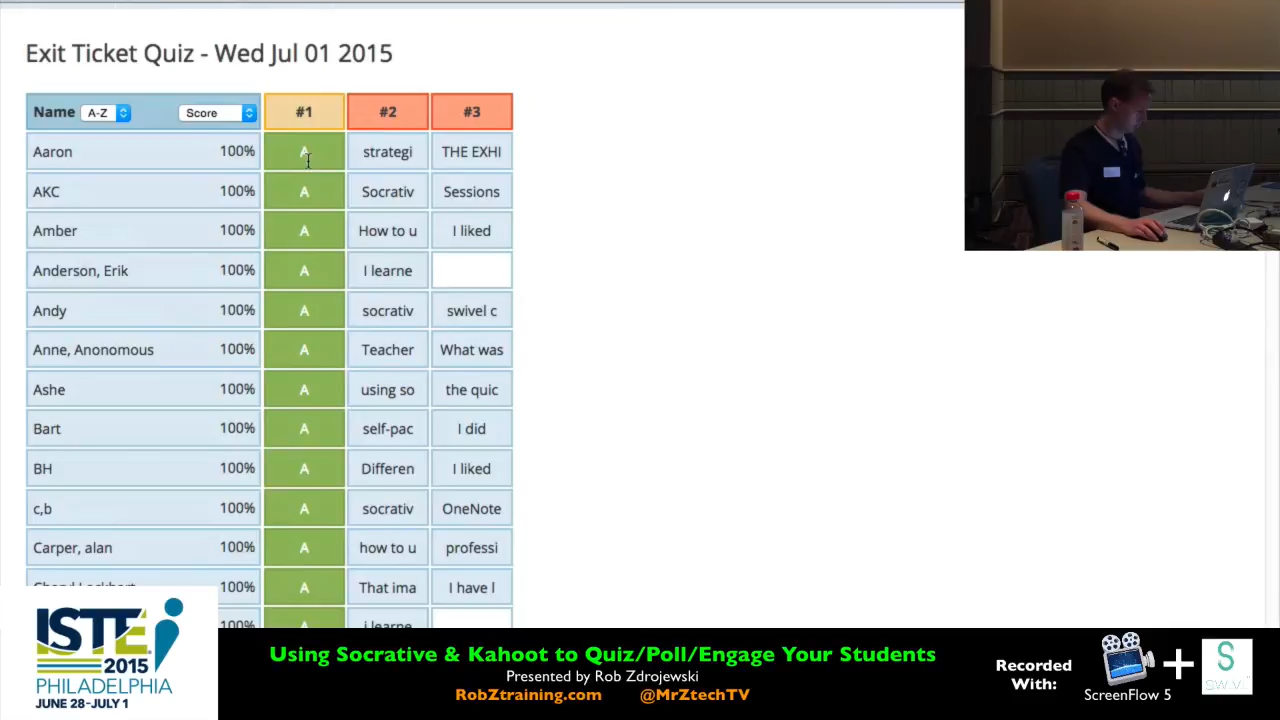 Exit Ticket Quiz - Wed Jul 01 2015
Name A-Z Score #1 #2 #3
Aaron 100% A strategi THE EXHI
AKC 100% A Socrativ Sessions
Amber 100% A How to u I liked
Anderson, Erik 100% A I learne
Andy 100% A socrativ swivel c
Anne, Anonomous 100% A Teacher What was
Ashe 100% A using so the quic
Bart 100% A self-pac I did
BH 100% A Differen I liked
c,b 100% A socrativ OneNote
Carper, alan 100% A how to u professi
100% A That ima I have l
100% A i learne
ISTE
2015
PHILADELPHIA
JUNE 28-JULY 1
Using Socrative & Kahoot to Quiz/Poll/Engage Your Students
Presented by Rob Zdrojewski
RobZtraining.com @MrZtechTV
Recorded
With:
ScreenFlow 5
+
S